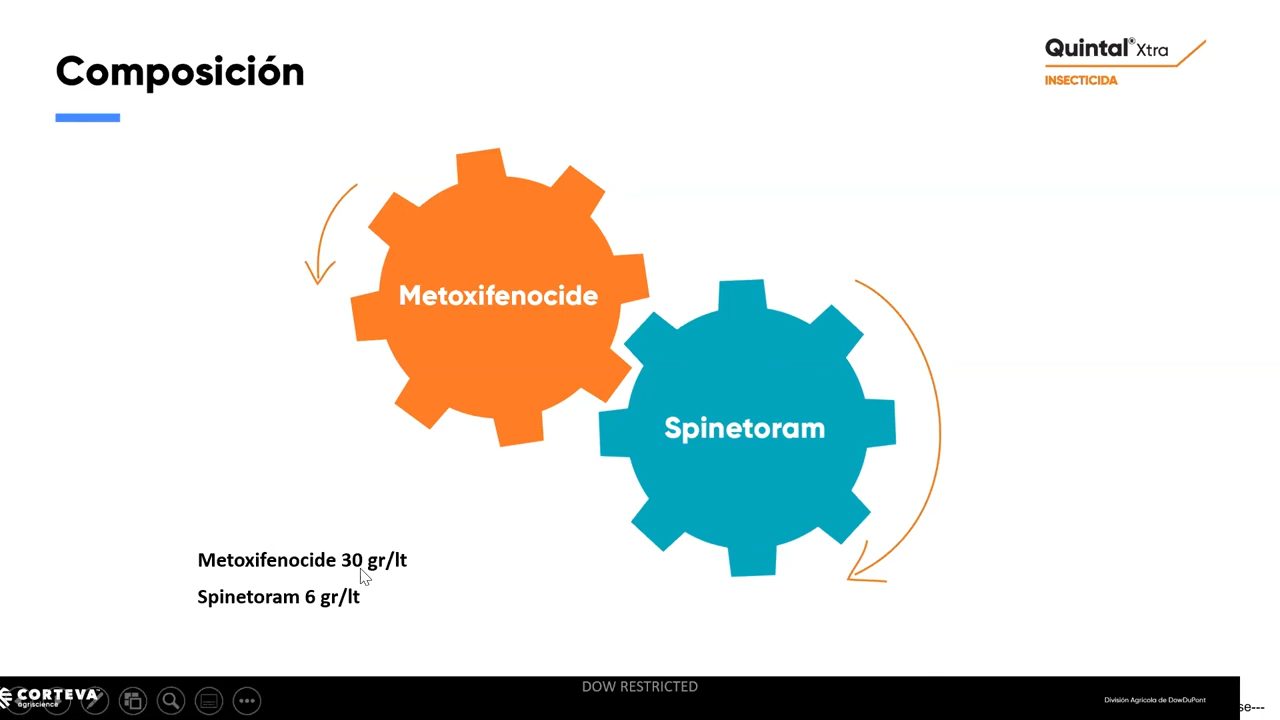 Composición
Quintal® Xtra
INSECTICIDA
Metoxifenocide
Spinetoram
Metoxifenocide 30 gr/lt
Spinetoram 6 gr/lt
CORTEVA
agriscience
DOW RESTRICTED
División Agrícola de DowDuPont
se---